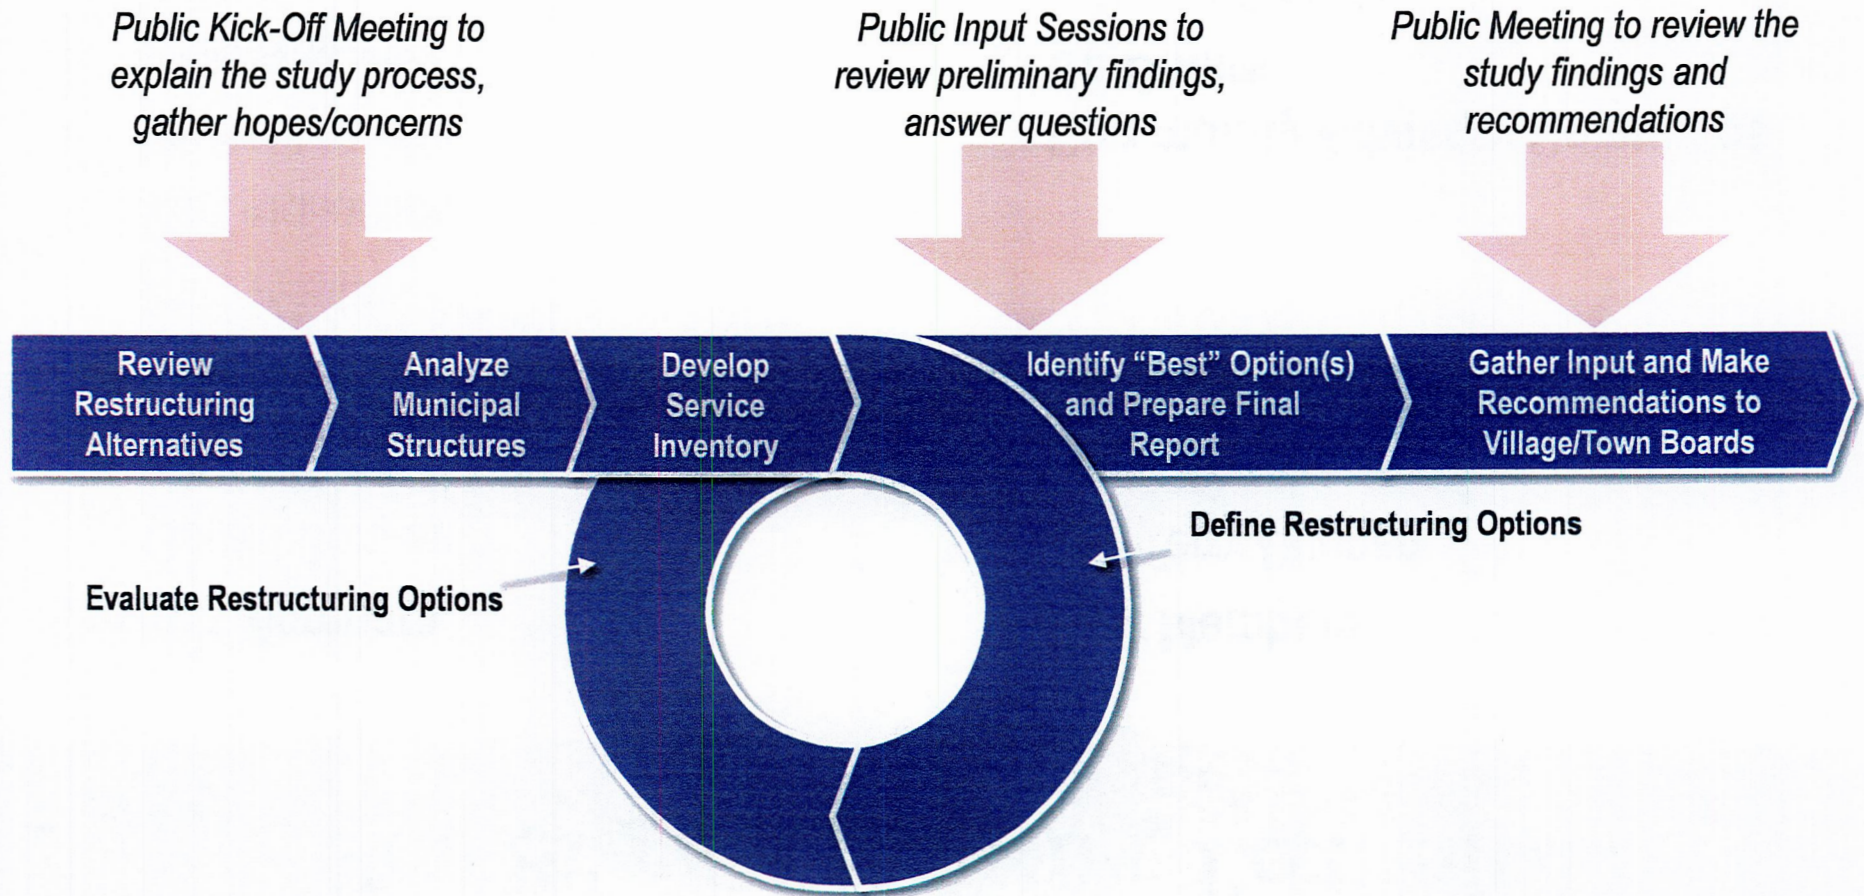 Public Kick-Off Meeting to
explain the study process,
gather hopes/concerns
Public Input Sessions to
review preliminary findings,
answer questions
Public Meeting to review the
study findings and
recommendations
Review
Restructuring
Alternatives
Analyze
Municipal
Structures
Develop
Service
Inventory
Identify “Best” Option(s)
and Prepare Final
Report
Gather Input and Make
Recommendations to
Village/Town Boards
Define Restructuring Options
Evaluate Restructuring Options